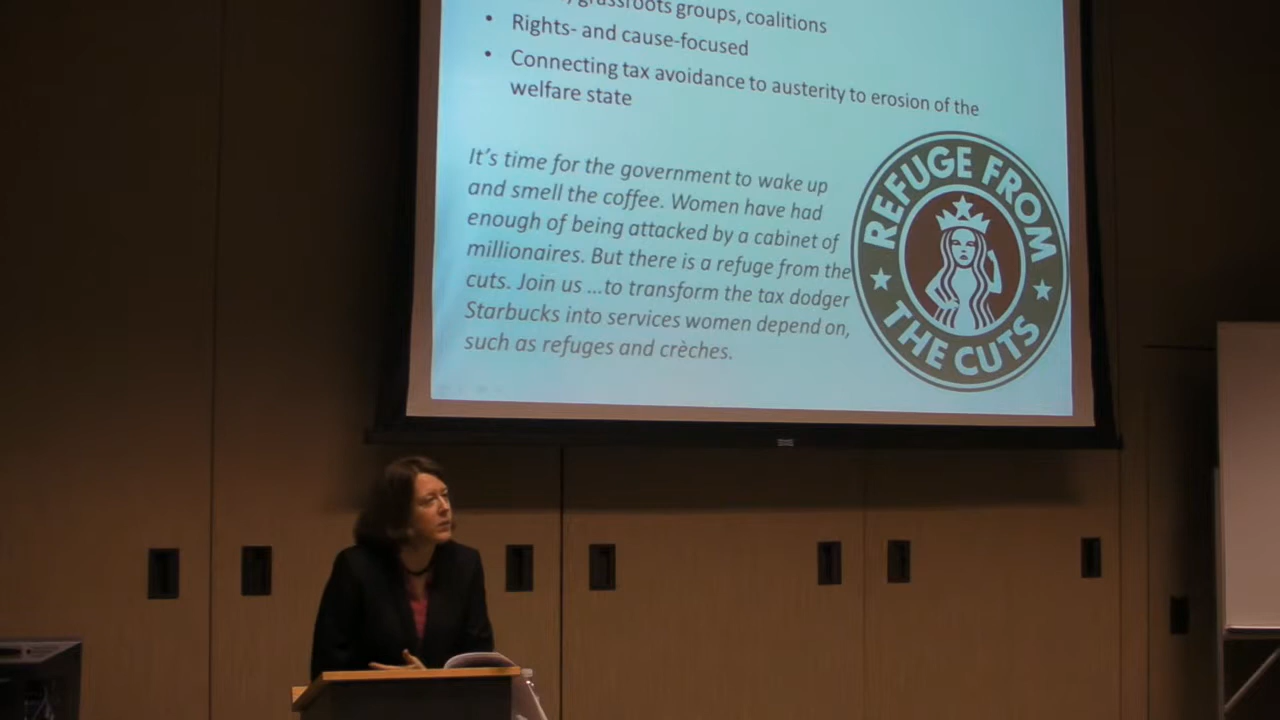 grassroots groups, coalitions
• Rights- and cause-focused
• Connecting tax avoidance to austerity to erosion of the
welfare state
It's time for the government to wake up
and smell the coffee. Women have had
enough of being attacked by a cabinet of
millionaires. But there is a refuge from the
cuts. Join us ...to transform the tax dodger
Starbucks into services women depend on,
such as refuges and crèches.
REFUGE FROM
THE CUTS